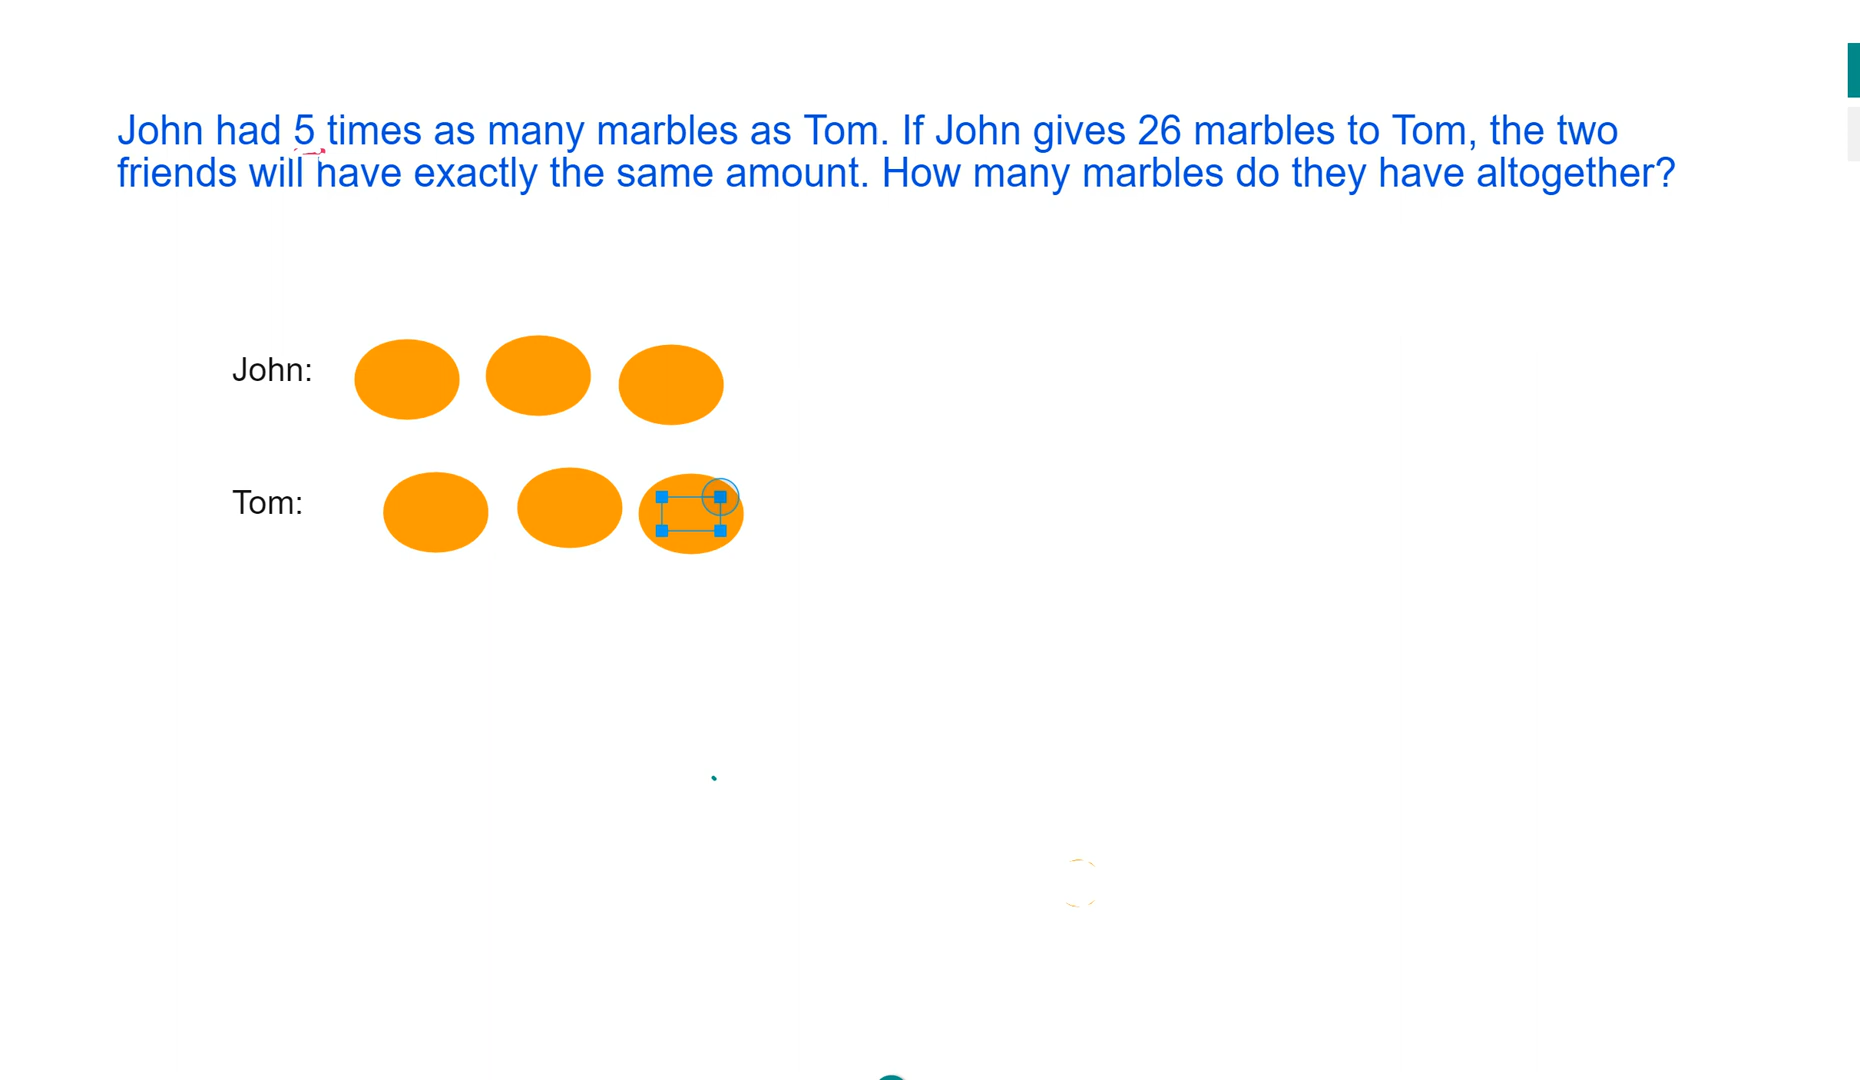 John had 5 times as many marbles as Tom. If John gives 26 marbles to Tom, the two
friends will have exactly the same amount. How many marbles do they have altogether?
John:
Tom: